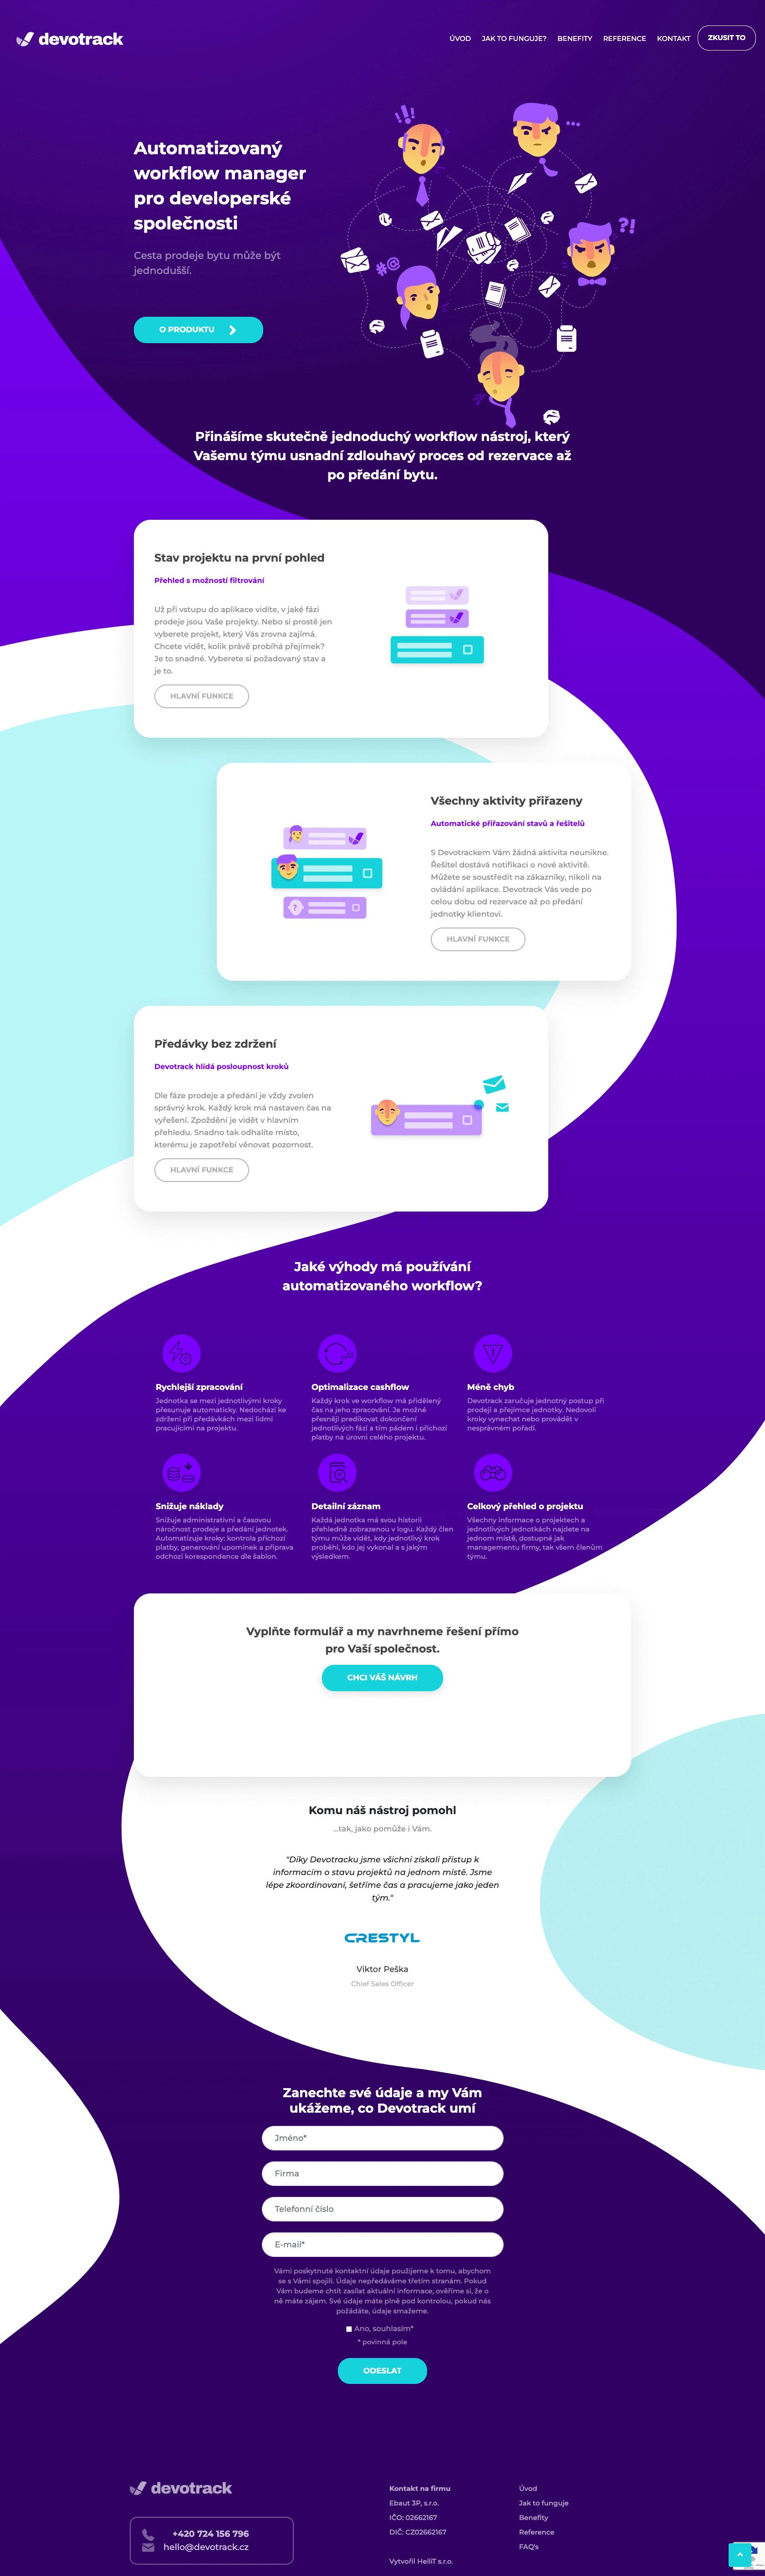 devotrack
ÚVOD
JAK TO FUNGUJE?
BENEFITY
REFERENCE
KONTAKT
ZKUSIT TO
Automatizovaný
workflow manager
pro developerské
společnosti
Cesta prodeje bytu může být
jednodušší.
O PRODUKTU
Přinášíme skutečně jednoduchý workflow nástroj, který
Vašemu týmu usnadní zdlouhavý proces od rezervace až
po předání bytu.
Stav projektu na první pohled
Přehled s možností filtrování
Už při vstupu do aplikace vidíte, v jaké fázi
prodeje jsou Vaše projekty. Nebo si prostě jen
vyberete projekt, který Vás zrovna zajímá.
Chcete vidět, kolik právě probíhá přejímek?
Je to snadné. Vyberete si požadovaný stav a
je to.
HLAVNÍ FUNKCE
Všechny aktivity přiřazeny
Automatické přiřazování stavů a řešitelů
S Devotrackem Vám žádná aktivita neunikne.
Řešitel dostává notifikaci o nové aktivitě.
Můžete se soustředit na zákazníky, nikoli na
ovládání aplikace. Devotrack Vás vede po
celou dobu od rezervace až po předání
jednotky klientovi.
HLAVNÍ FUNKCE
Předávky bez zdržení
Devotrack hlídá posloupnost kroků
Dle fáze prodeje a předání je vždy zvolen
správný krok. Každý krok má nastaven čas na
vyřešení. Zpoždění je vidět v hlavním
přehledu. Snadno tak odhalíte místo,
kterému je zapotřebí věnovat pozornost.
HLAVNÍ FUNKCE
Jaké výhody má používání
automatizovaného workflow?
Rychlejší zpracování
Jednotka se mezi jednotlivými kroky
přesunuje automaticky. Nedochází ke
zdržení při předávkách mezi lidmi
pracujícími na projektu.
Optimalizace cashflow
Každý krok ve workflow má přidělený
čas na jeho zpracování. Je možné
přesněji predikovat dokončení
jednotlivých fází a tím pádem i příchozí
platby na úrovni celého projektu.
Méně chyb
Devotrack zaručuje jednotný postup při
prodeji a přejímce jednotky. Nedovolí
kroky vynechat nebo provádět v
nesprávném pořadí.
Snižuje náklady
Snižuje administrativní a časovou
náročnost prodeje a předání jednotek.
Automatizuje kroky: kontrola příchozí
platby, generování upomínek a příprava
odchozí korespondence dle šablon.
Detailní záznam
Každá jednotka má svou historii
přehledně zobrazenou v logu. Každý člen
týmu může vidět, kdy jednotlivý krok
proběhl, kdo jej vykonal a s jakým
výsledkem.
Celkový přehled o projektu
Všechny informace o projektech a
jednotlivých jednotkách najdete na
jednom místě, dostupné jak
managementu firmy, tak všem členům
týmu.
Vyplňte formulář a my navrhneme řešení přímo
pro Vaší společnost.
CHCI VÁŠ NÁVRH
Komu náš nástroj pomohl
...tak, jako pomůže i Vám.
"Díky Devotracku jsme všichni získali přístup k
informacím o stavu projektů na jednom místě. Jsme
lépe zkoordinovaní, šetříme čas a pracujeme jako jeden
tým."
CRESTYL
Viktor Peška
Chief Sales Officer
Zanechte své údaje a my Vám
ukážeme, co Devotrack umí
Jméno*
Firma
Telefonní číslo
E-mail*
Vámi poskytnuté kontaktní údaje použijeme k tomu, abychom
se s Vámi spojili. Údaje nepředáváme třetím stranám. Pokud
Vám budeme chtít zasílat aktuální informace, ověříme si, že o
ně máte zájem. Své údaje máte plně pod kontrolou, pokud nás
požádáte, údaje smažeme.
Ano, souhlasím*
* povinná pole
ODESLAT
devotrack
+420 724 156 796
hello@devotrack.cz
Kontakt na firmu
Ebaut 3P, s.r.o.
IČO: 02662167
DIČ: CZ02662167
Vytvořil HelliT s.r.o.
Úvod
Jak to funguje
Benefity
Reference
FAQ's